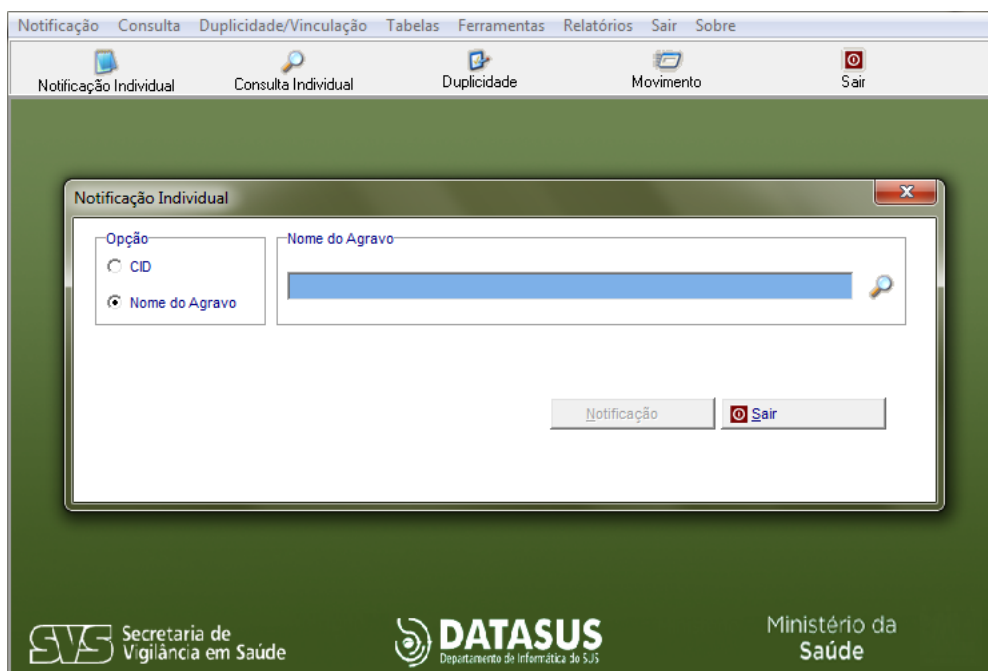 Notificação Consulta Duplicidade/Vinculação Tabelas Ferramentas Relatórios Sair Sobre
Notificação Individual Consulta Individual Duplicidade Movimento Sair
Notificação Individual
Opção
Nome do Agravo
CID
Nome do Agravo
Notificação
Sair
SVS Secretaria de
Vigilância em Saúde
DATASUS
Departamento de Informática do SUS
Ministério da
Saúde